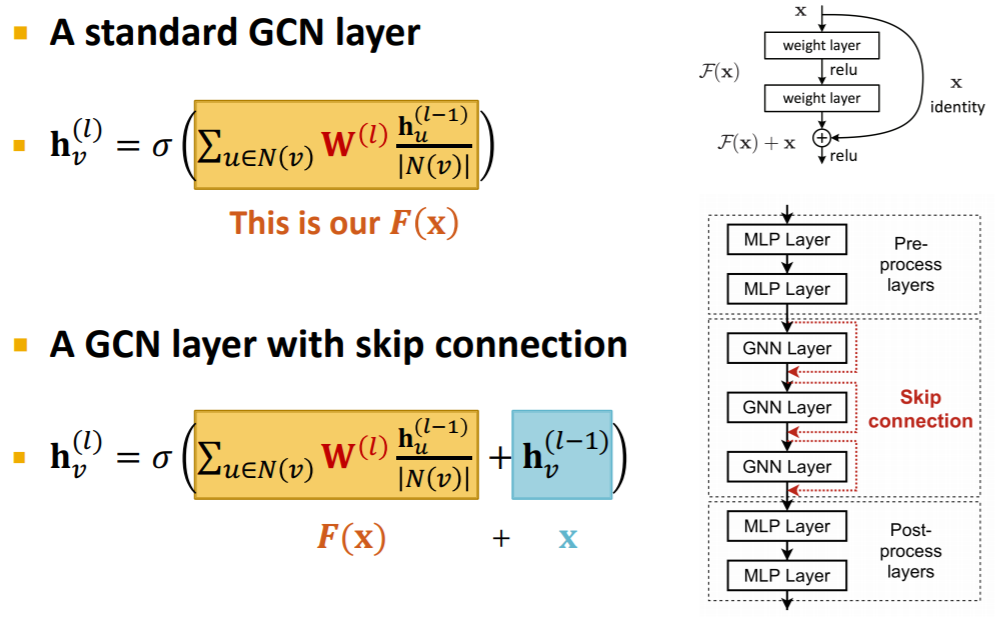 A standard GCN layer
h_v^{(l)} = σ(∑_{u∈N(v)} W^{(l)} h_u^{(l-1)} / |N(v)|)
This is our F(x)
A GCN layer with skip connection
h_v^{(l)} = σ(∑_{u∈N(v)} W^{(l)} h_u^{(l-1)} / |N(v)| + h_v^{(l-1)})
F(x) + x
x
weight layer
relu
F(x)
weight layer
x
identity
F(x) + x
+
relu
MLP Layer
MLP Layer
Pre-
process
layers
GNN Layer
GNN Layer
GNN Layer
Skip
connection
MLP Layer
MLP Layer
Post-
process
layers